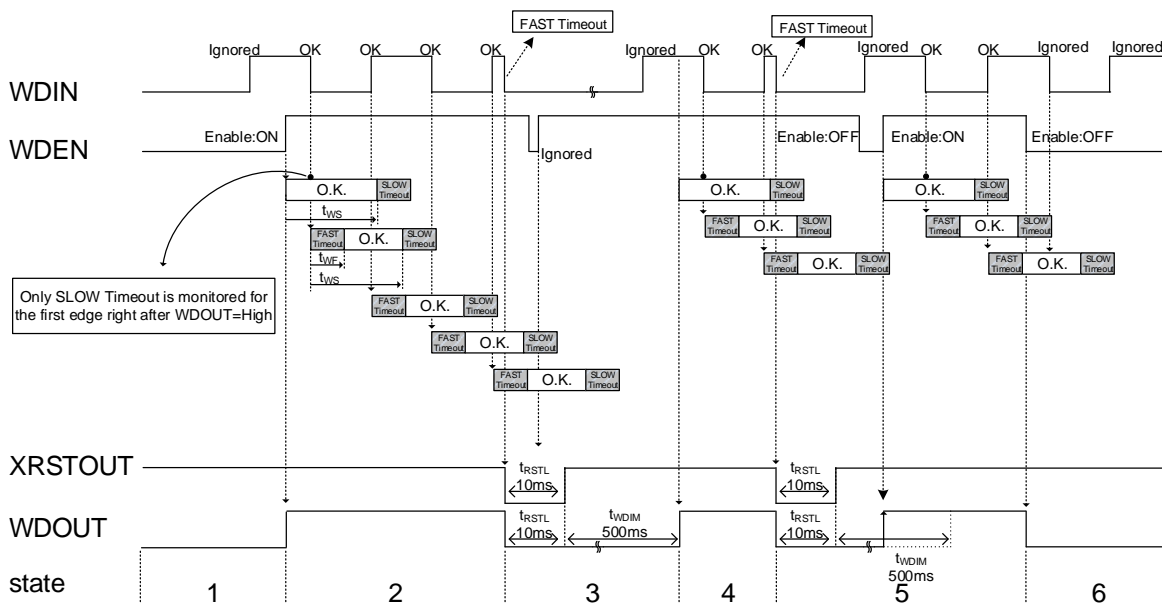 FAST Timeout
FAST Timeout
Ignored
OK
OK
OK
OK
Ignored
OK
OK
Ignored
OK
OK
Ignored
Ignored
WDIN
Enable:ON
Enable:OFF
Enable:ON
Enable:OFF
WDEN
Ignored
O.K.
SLOW Timeout
O.K.
SLOW Timeout
O.K.
SLOW Timeout
tWS
FAST Timeout
O.K.
SLOW Timeout
FAST Timeout
O.K.
SLOW Timeout
FAST Timeout
O.K.
SLOW Timeout
tWF
tWS
FAST Timeout
O.K.
SLOW Timeout
FAST Timeout
O.K.
SLOW Timeout
Only SLOW Timeout is monitored for
the first edge right after WDOUT=High
FAST Timeout
O.K.
SLOW Timeout
FAST Timeout
O.K.
SLOW Timeout
FAST Timeout
O.K.
SLOW Timeout
XRSTOUT
tRSTL
10ms
tRSTL
10ms
WDOUT
tRSTL
10ms
tWDIM
500ms
tRSTL
10ms
tWDIM
500ms
state
1
2
3
4
5
6